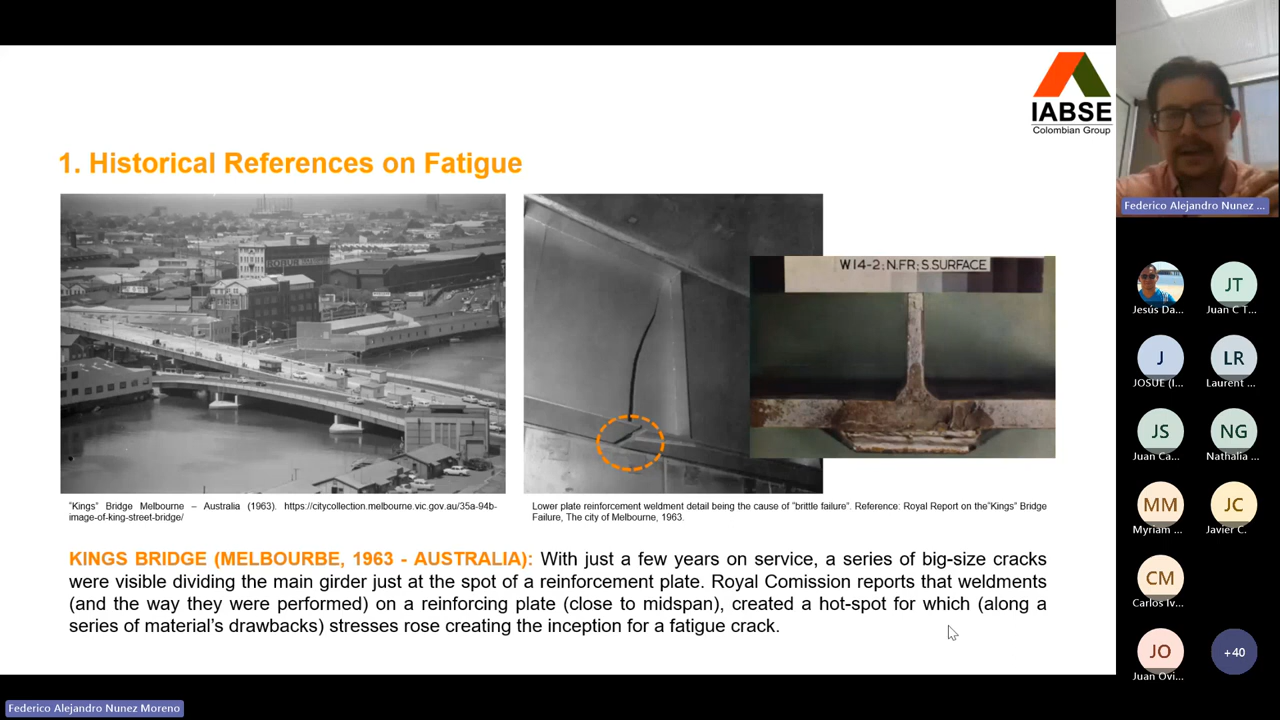 IABSE
Colombian Group
1. Historical References on Fatigue
W14-2; N.FR; S.SURFACE
"Kings" Bridge Melbourne – Australia (1963). https://citycollection.melbourne.vic.gov.au/35a-94b-
image-of-king-street-bridge/
Lower plate reinforcement weldment detail being the cause of "brittle failure". Reference: Royal Report on the"Kings" Bridge
Failure, The city of Melbourne, 1963.
KINGS BRIDGE (MELBOURBE, 1963 - AUSTRALIA): With just a few years on service, a series of big-size cracks
were visible dividing the main girder just at the spot of a reinforcement plate. Royal Comission reports that weldments
(and the way they were performed) on a reinforcing plate (close to midspan), created a hot-spot for which (along a
series of material's drawbacks) stresses rose creating the inception for a fatigue crack.
Federico Alejandro Nunez ...
Jesús Da...
JT
Juan C T...
J
JOSUE (I...
LR
Laurent ...
JS
Juan Ca...
NG
Nathalia ...
MM
Myriam ...
JC
Javier C.
CM
Carlos Iv...
JO
Juan Ovi...
+40
Federico Alejandro Nunez Moreno